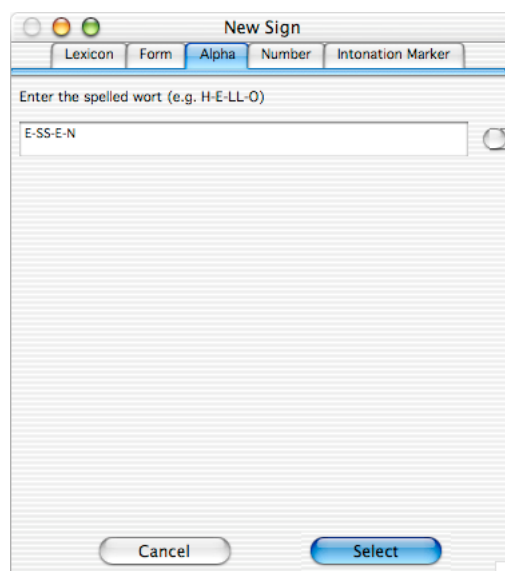 New Sign
Lexicon Form Alpha Number Intonation Marker
Enter the spelled wort (e.g. H-E-LL-O)
E-SS-E-N
Cancel Select